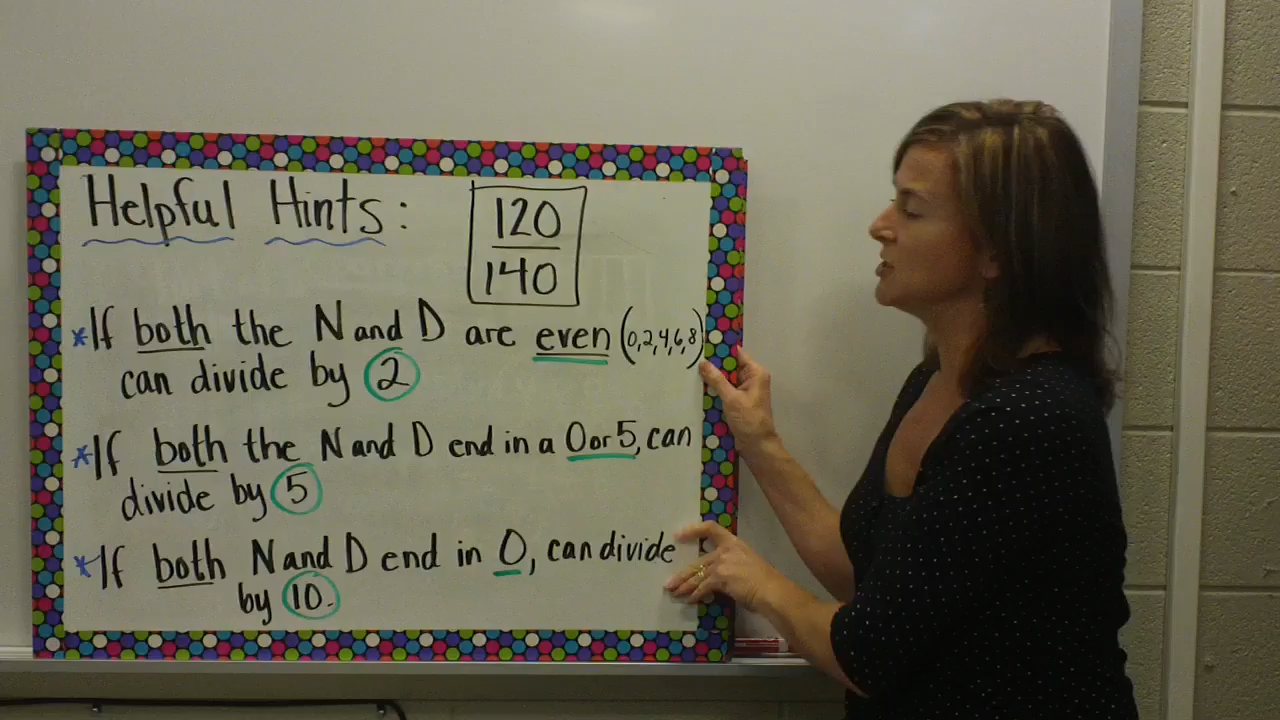 Helpful Hints:
120
140
*If both the N and D are even (0,2,4,6,8)
can divide by 2
*If both the N and D end in a 0 or 5, can
divide by 5
*If both N and D end in 0, can divide
by 10.